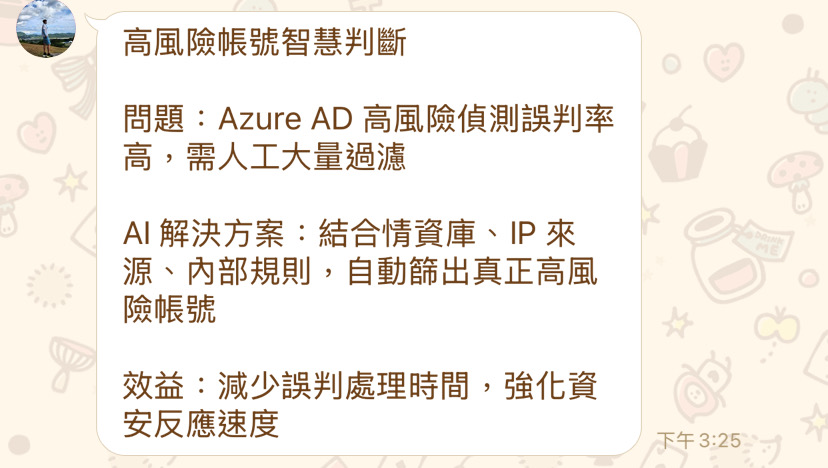 高風險帳號智慧判斷
問題：Azure AD 高風險偵測誤判率
高，需人工大量過濾
AI 解決方案：結合情資庫、IP 來
源、內部規則，自動篩出真正高風
險帳號
效益：減少誤判處理時間，強化資
安反應速度
下午 3:25
DRINK ME